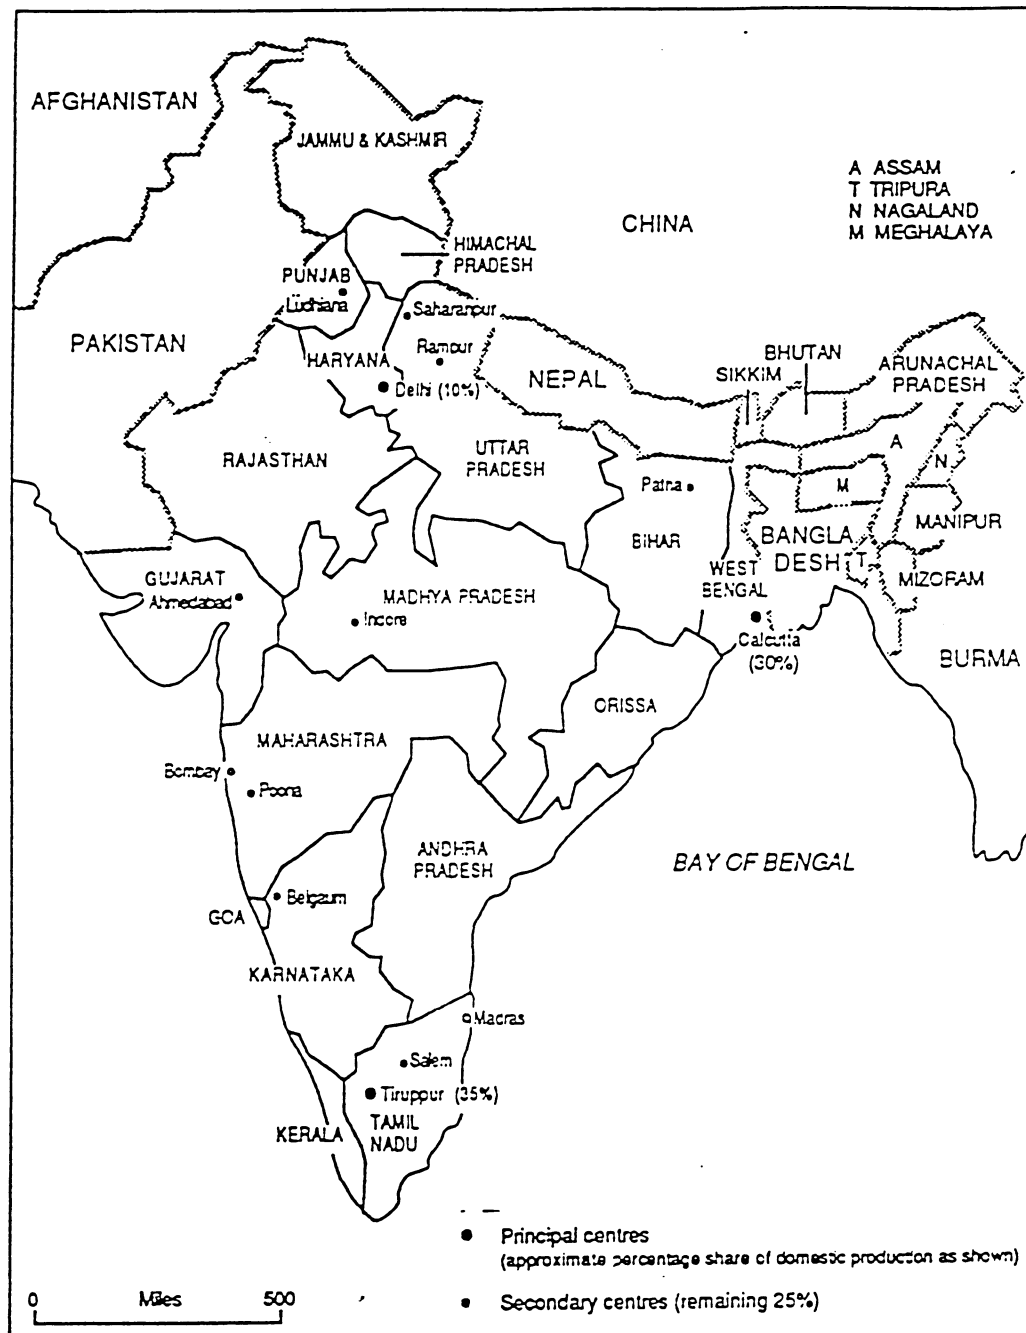 AFGHANISTAN
JAMMU & KASHMIR
A ASSAM
T TRIPURA
N NAGALAND
M MEGHALAYA
CHINA
HIMACHAL
PRADESH
PUNJAB
Ludhiana
Saharanpur
PAKISTAN
HARYANA
Rampur
Delhi (10%)
NEPAL
SIKKIM
BHUTAN
ARUNACHAL
PRADESH
RAJASTHAN
UTTAR
PRADESH
A
N
Patna
M
MANIPUR
BIHAR
BANGLA
DESH
T
WEST
BENGAL
MIZORAM
GUJARAT
Ahmedabad
MADHYA PRADESH
Indore
Calcutta
(30%)
BURMA
ORISSA
MAHARASHTRA
Bombay
Poona
ANDHRA
PRADESH
BAY OF BENGAL
Belgaum
GOA
KARNATAKA
Madras
Salem
Tiruppur (35%)
TAMIL
NADU
KERALA
Principal centres
(approximate percentage share of domestic production as shown)
Secondary centres (remaining 25%)
0 Miles 500